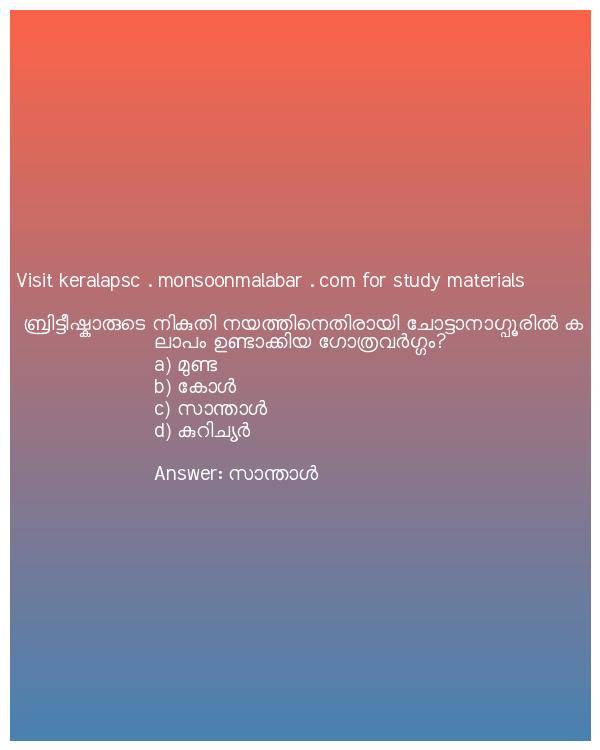 Visit keralapsc . monsoonmalabar . com for study materials
ബ്രിട്ടീഷ്കാരുടെ നികുതി നയത്തിനെതിരായി ചോട്ടാനാഗ്പൂരിൽ ക
ലാപം ഉണ്ടാക്കിയ ഗോത്രവർഗ്ഗം?
a) മുണ്ട
b) കോൾ
c) സാന്താൾ
d) കുറിച്യർ
Answer: സാന്താൾ